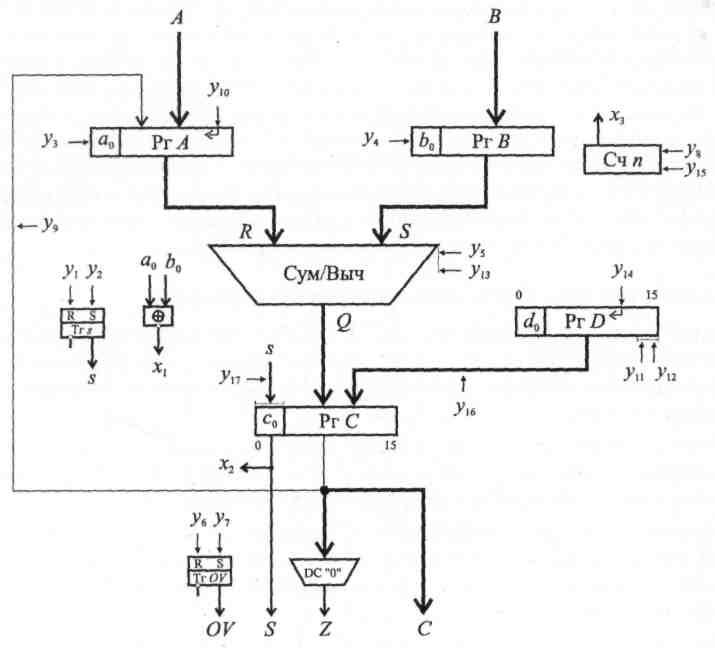 A B
y₁₀
x₃
y₃ a₀ Рг A
y₄ b₀ Рг B
Сч n y₈
y₁₅
y₉
R S
y₅
Сум/Выч
y₁₃
y₁ y₂ a₀ b₀
y₁₄
0 15
R S
Тг s
⊕
Q
d₀ Рг D
s x₁
s
y₁₁ y₁₂
y₁₇
y₁₆
c₀ Рг C
0 15
x₂
y₆ y₇
R S
Тг OV
DC "0"
OV S Z C